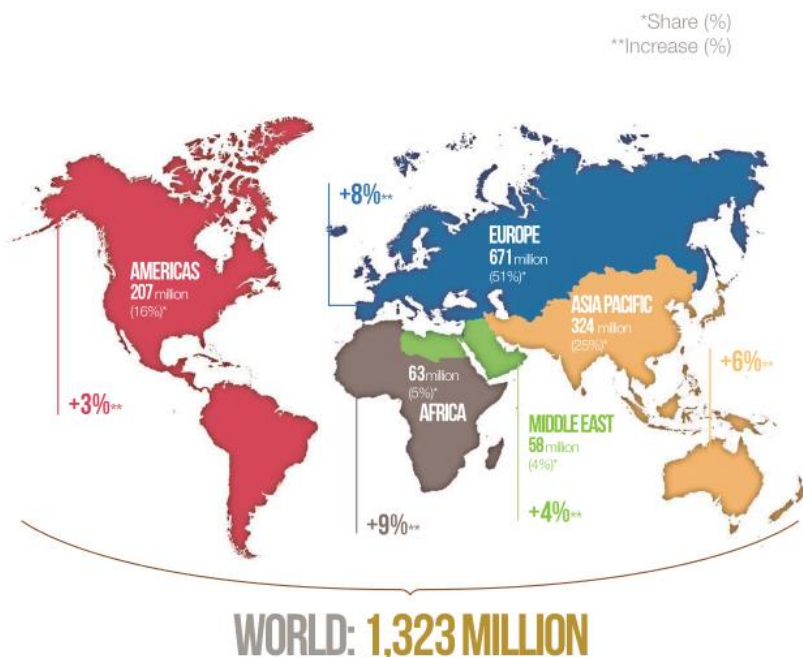 *Share (%)
**Increase (%)
+8%**
EUROPE
671 million
(51%)*
AMERICAS
207 million
(16%)*
ASIA PACIFIC
324 million
(25%)*
+6%**
63 million
(5%)*
AFRICA
+3%**
MIDDLE EAST
58 million
(4%)*
+4%**
+9%**
WORLD: 1,323 MILLION